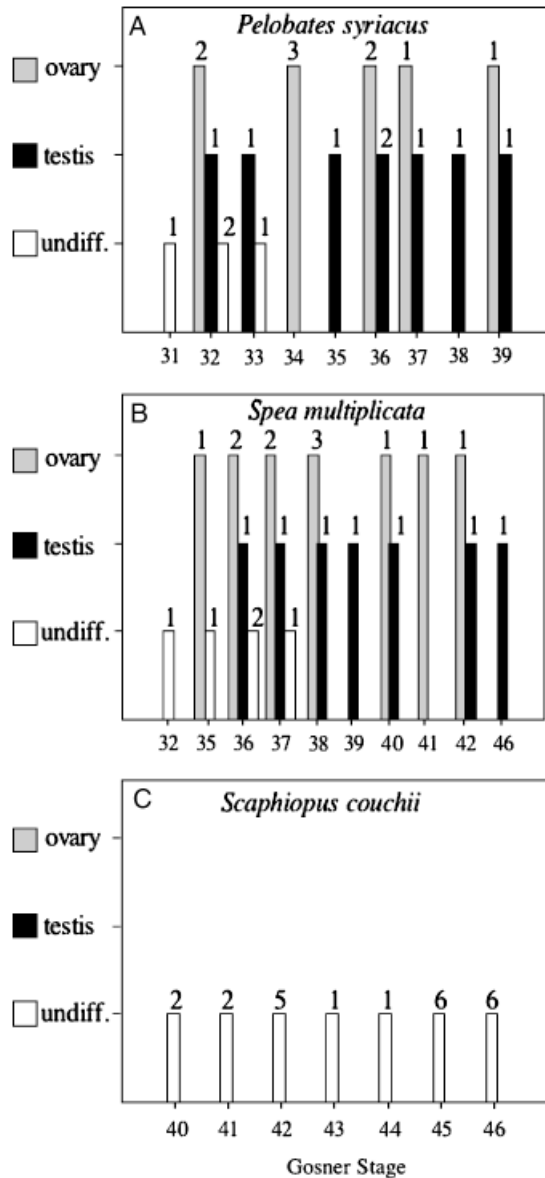 A Pelobates syriacus
2 3 2 1 1
ovary
1 1 1 2 1 1 1
testis
1 2 1
undiff.
31 32 33 34 35 36 37 38 39
B Spea multiplicata
1 2 2 3 1 1 1
ovary
1 1 1 1 1 1 1
testis
1 1 2 1
undiff.
32 35 36 37 38 39 40 41 42 46
C Scaphiopus couchii
ovary
testis
2 2 5 1 1 6 6
undiff.
40 41 42 43 44 45 46
Gosner Stage